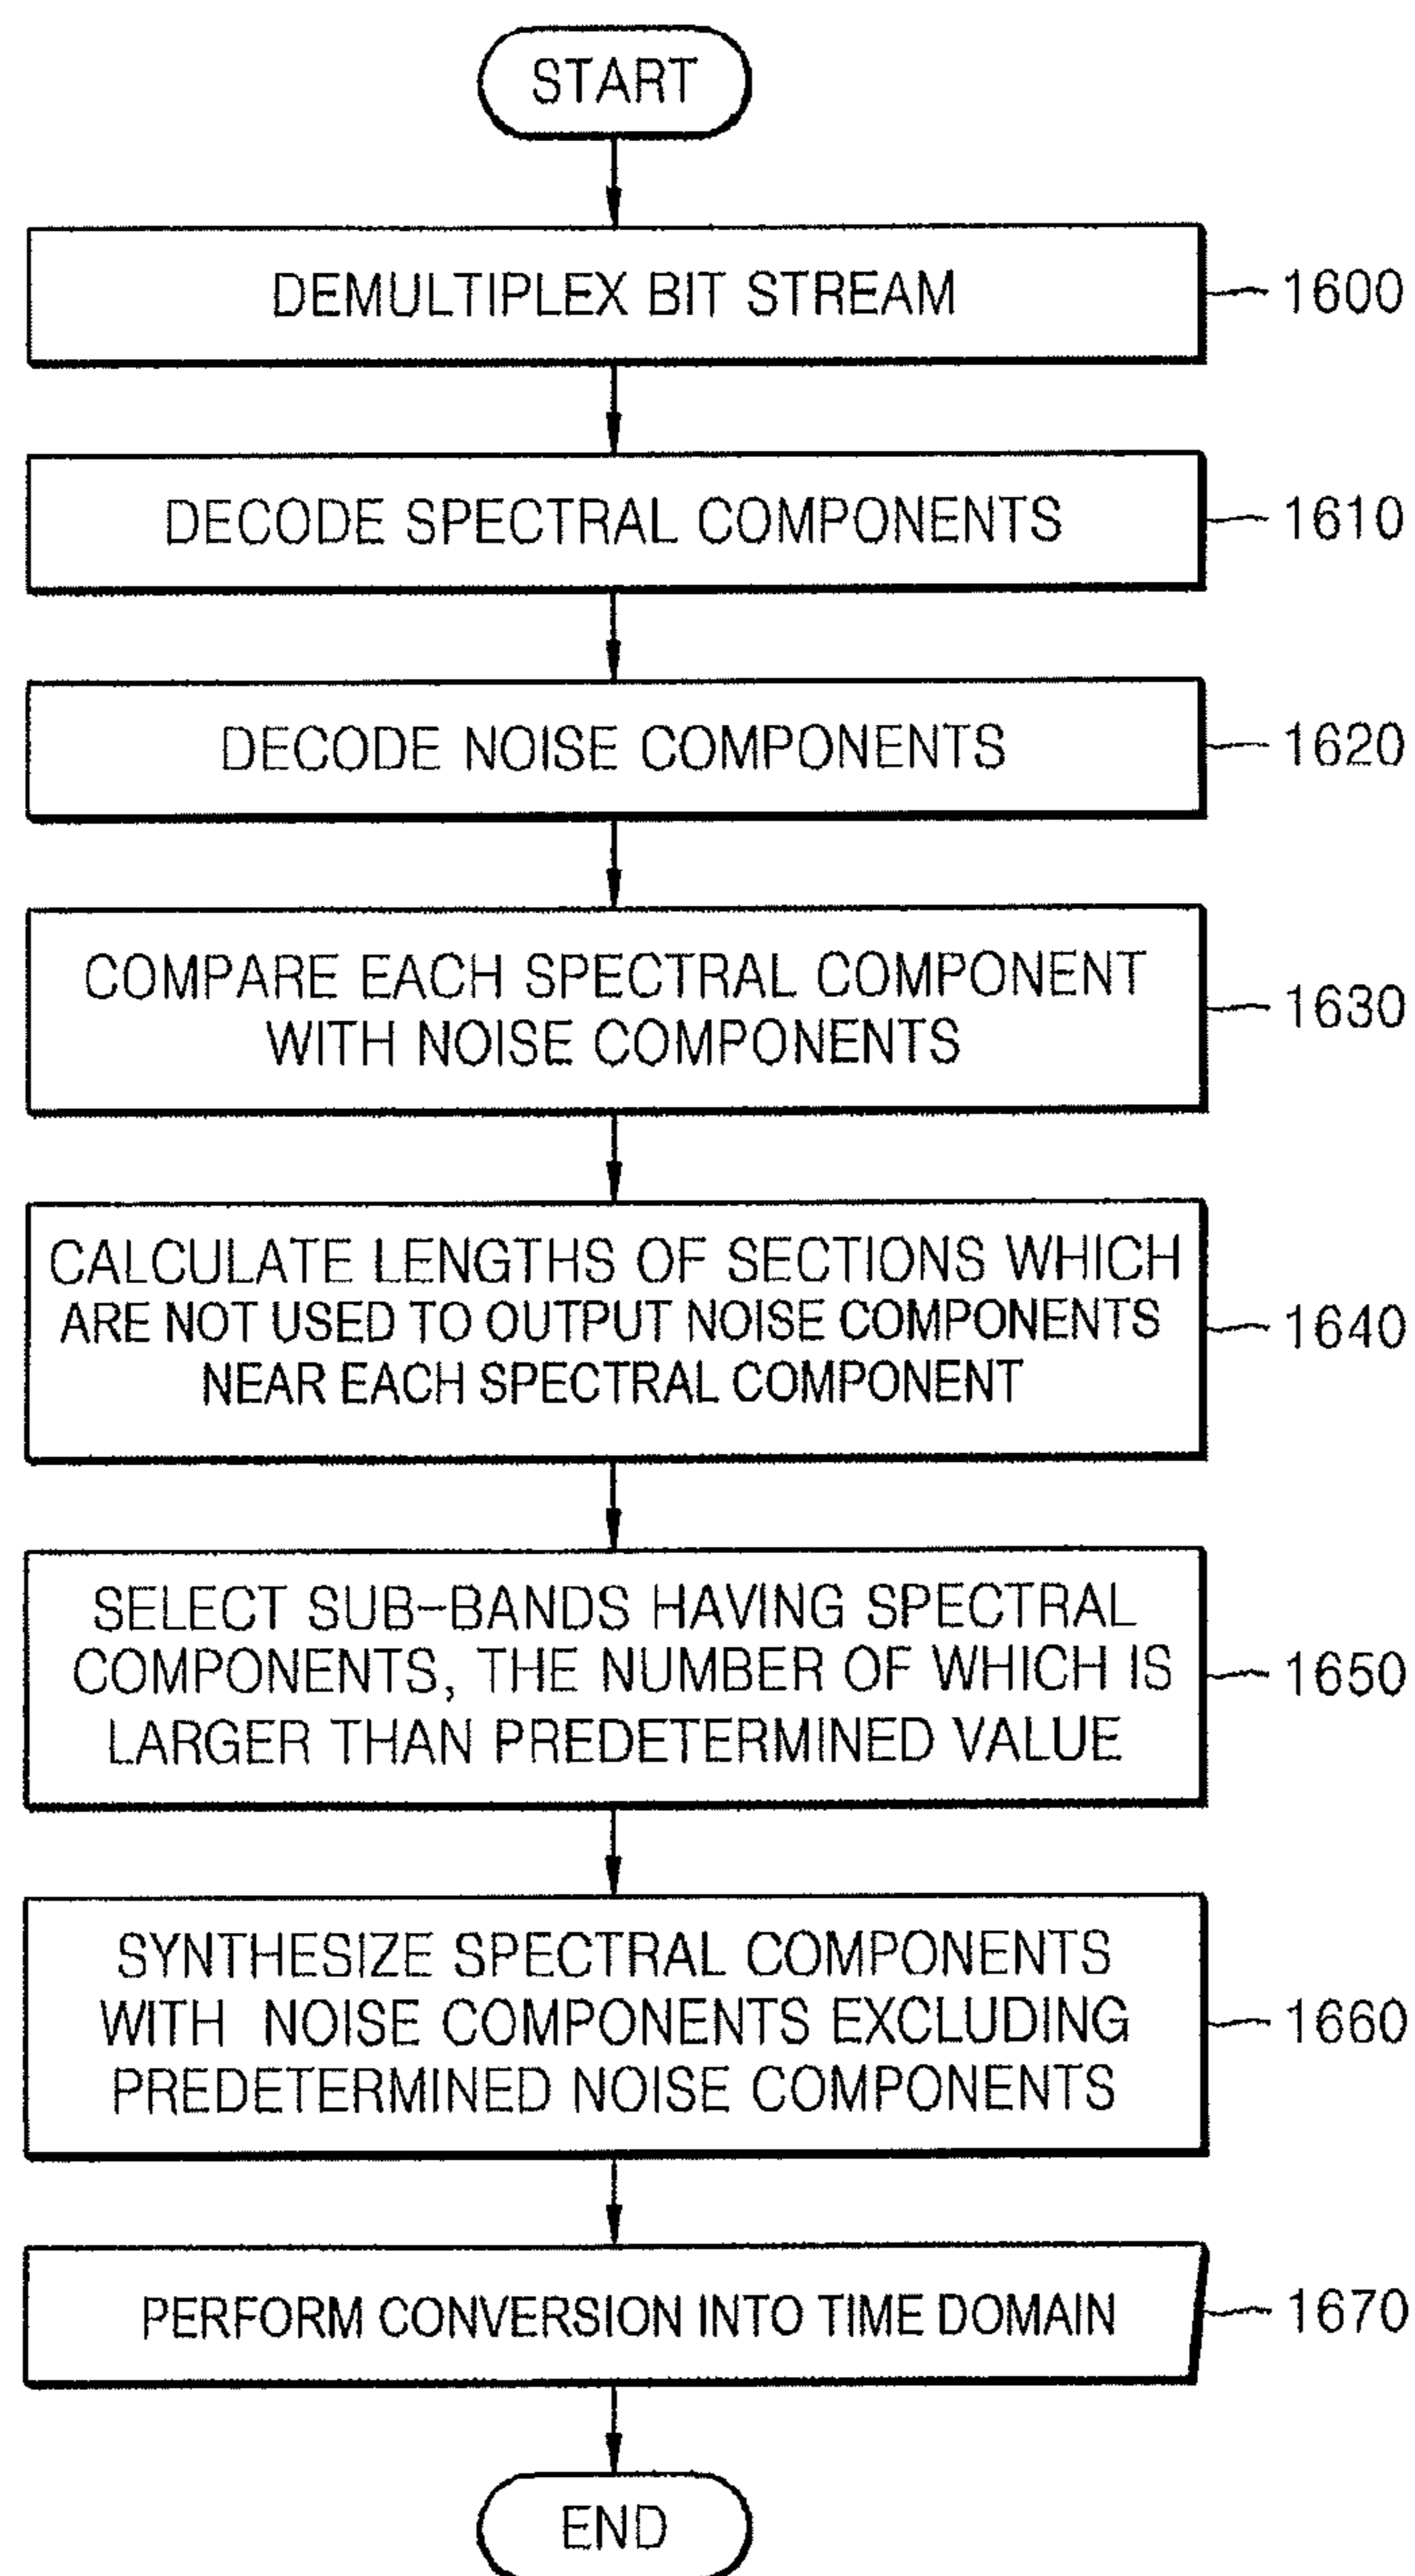 START
DEMULTIPLEX BIT STREAM
1600
DECODE SPECTRAL COMPONENTS
1610
DECODE NOISE COMPONENTS
1620
COMPARE EACH SPECTRAL COMPONENT
WITH NOISE COMPONENTS
1630
CALCULATE LENGTHS OF SECTIONS WHICH
ARE NOT USED TO OUTPUT NOISE COMPONENTS
NEAR EACH SPECTRAL COMPONENT
1640
SELECT SUB-BANDS HAVING SPECTRAL
COMPONENTS, THE NUMBER OF WHICH IS
LARGER THAN PREDETERMINED VALUE
1650
SYNTHESIZE SPECTRAL COMPONENTS
WITH NOISE COMPONENTS EXCLUDING
PREDETERMINED NOISE COMPONENTS
1660
PERFORM CONVERSION INTO TIME DOMAIN
1670
END